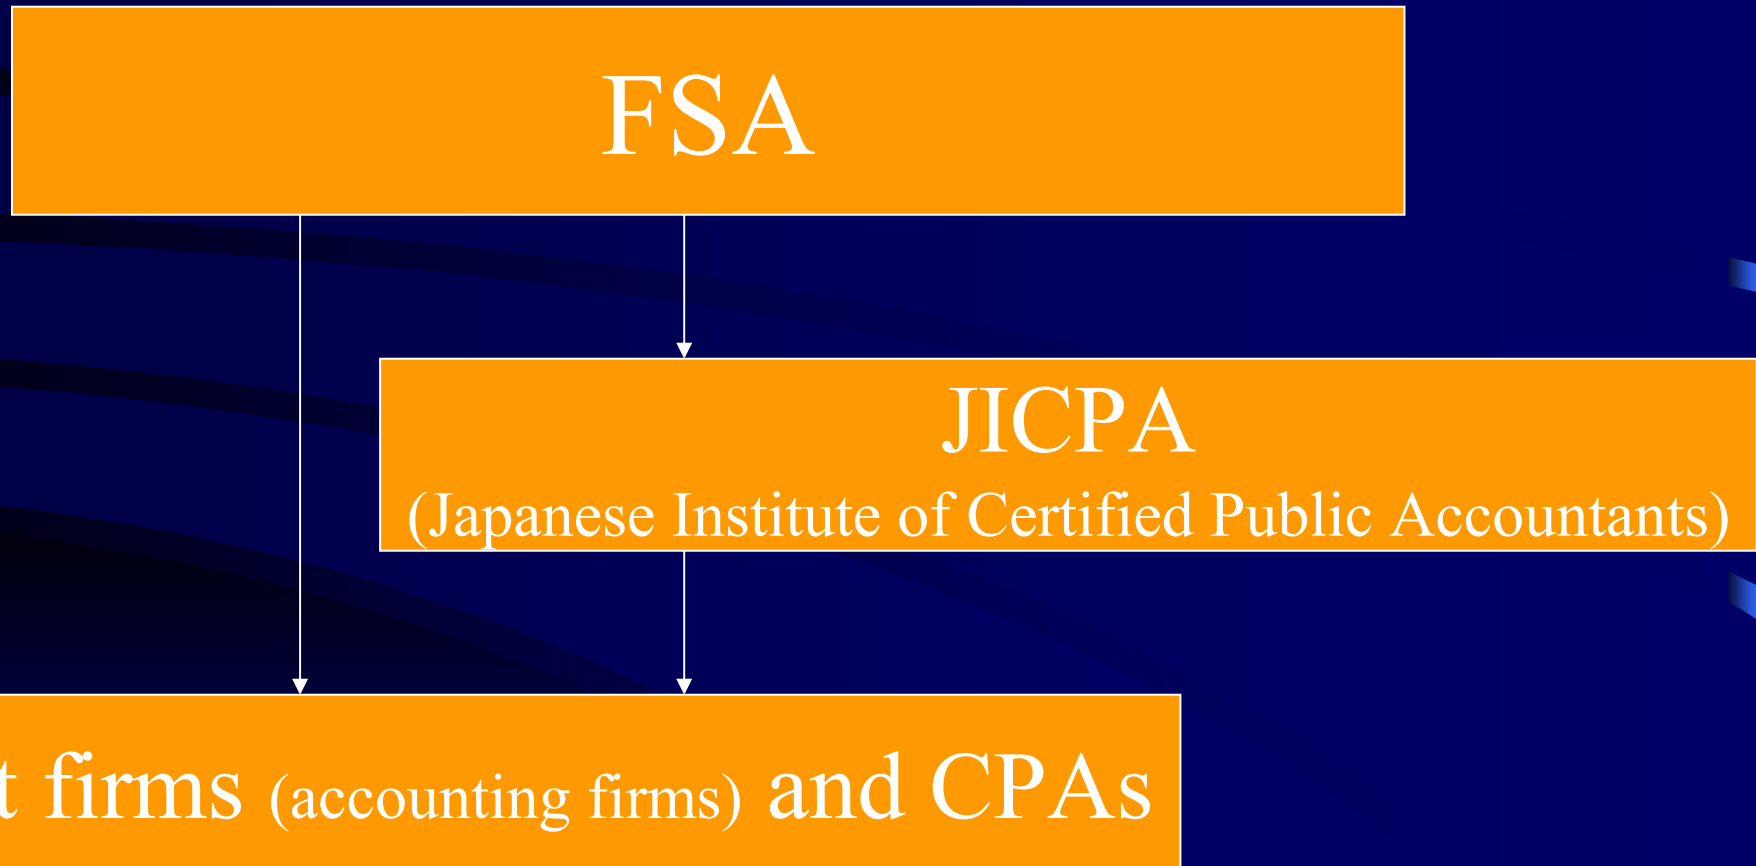 FSA
JICPA
(Japanese Institute of Certified Public Accountants)
t firms (accounting firms) and CPAs